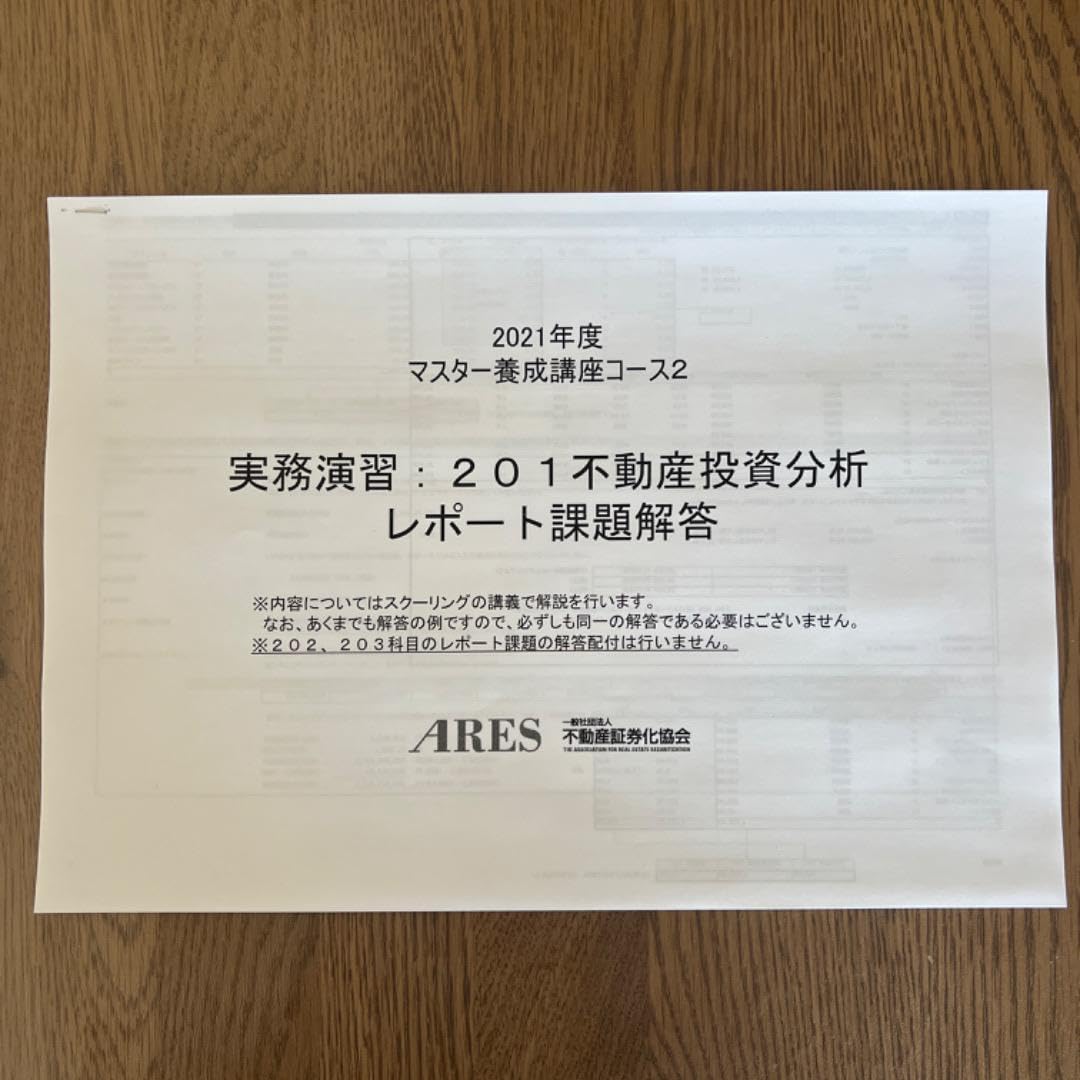 2021年度
マスター養成講座コース2
実務演習：２０１不動産投資分析
レポート課題解答
※内容についてはスクーリングの講義で解説を行います。
なお、あくまでも解答の例ですので、必ずしも同一の解答である必要はございません。
※２０２、２０３科目のレポート課題の解答配付は行いません。
ARES
一般社団法人
不動産証券化協会
THE ASSOCIATION FOR REAL ESTATE SECURITIZATION